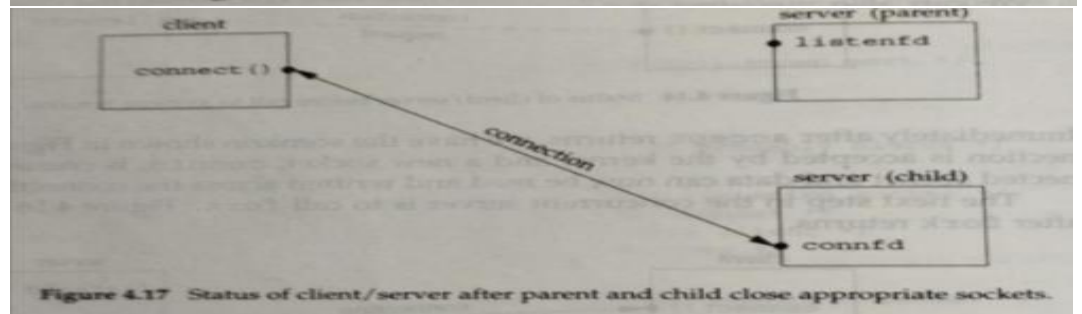 client
server (parent)
listenfd
connect()
connection
server (child)
connfd
Figure 4.17 Status of client/server after parent and child close appropriate sockets.